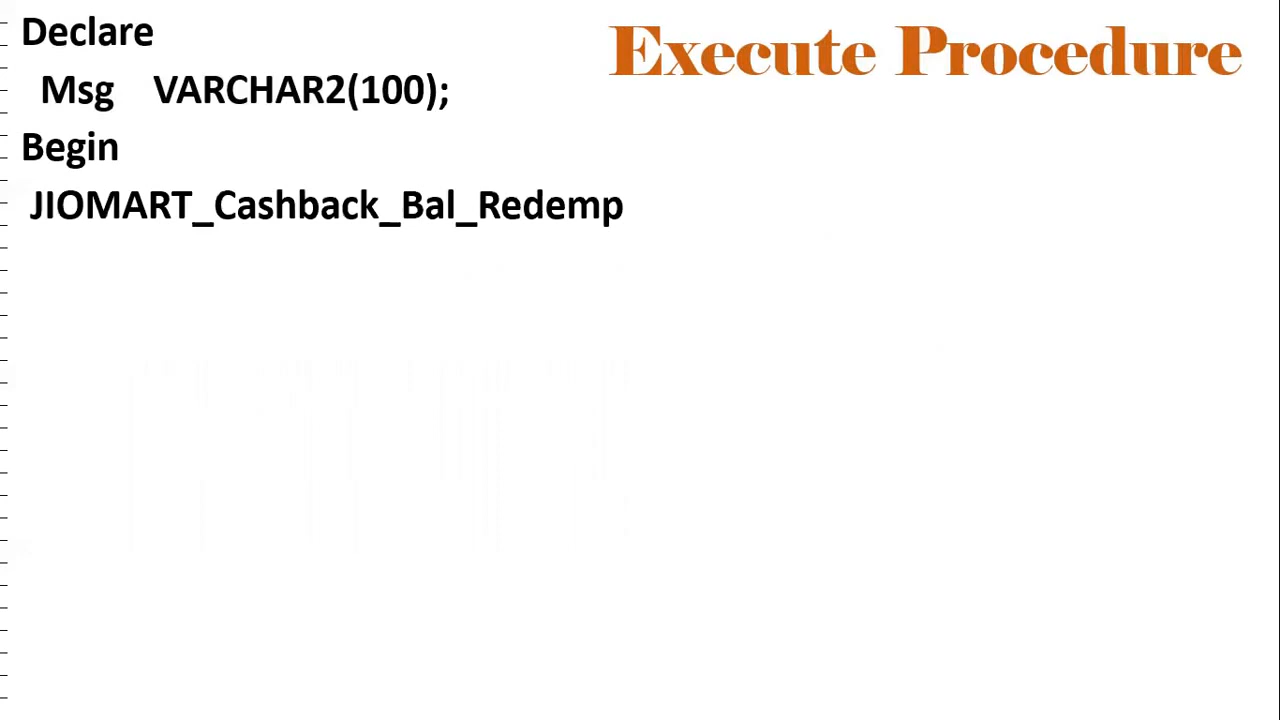 Execute Procedure
Declare
Msg VARCHAR2(100);
Begin
JIOMART_Cashback_Bal_Redemp